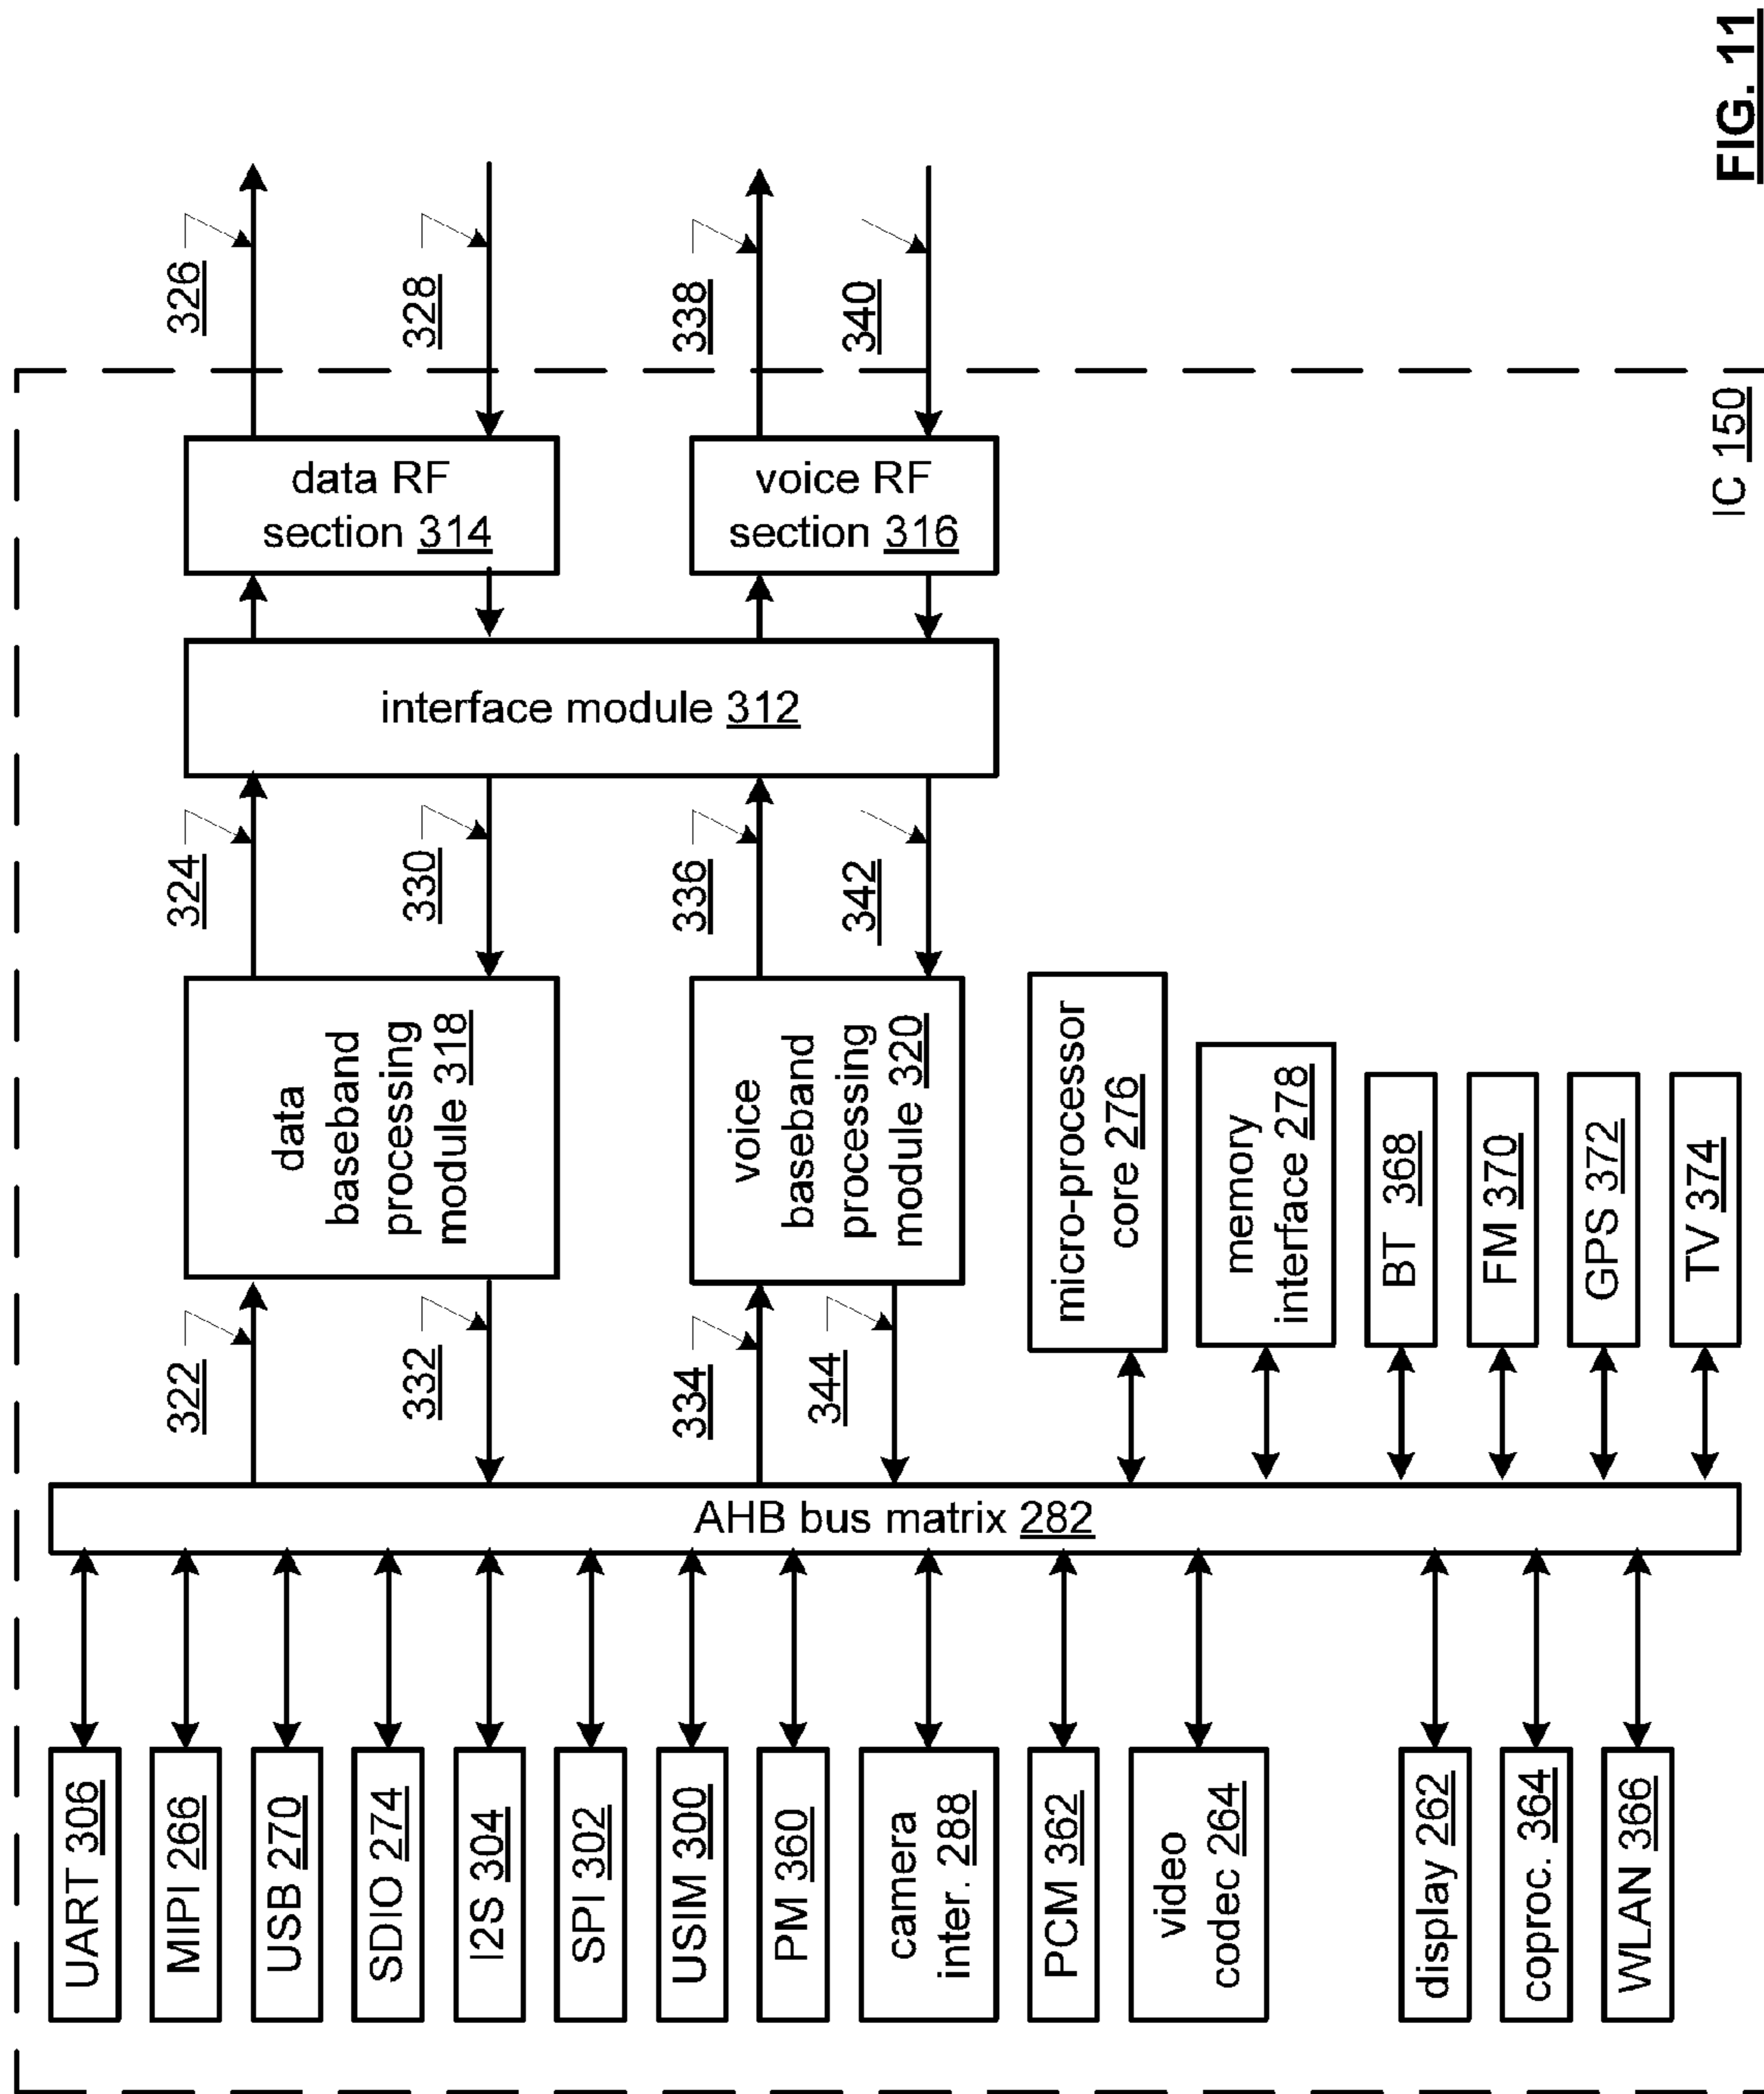 326
328
338
340
data RF
section 314
voice RF
section 316
interface module 312
324
330
336
342
data
baseband
processing
module 318
voice
baseband
processing
module 320
micro-processor
core 276
memory
interface 278
BT 368
FM 370
GPS 372
TV 374
322
332
334
344
AHB bus matrix 282
UART 306
MIPI 266
USB 270
SDIO 274
I2S 304
SPI 302
USIM 300
PM 360
camera
inter. 288
PCM 362
video
codec 264
display 262
coproc. 364
WLAN 366
IC 150
FIG. 11